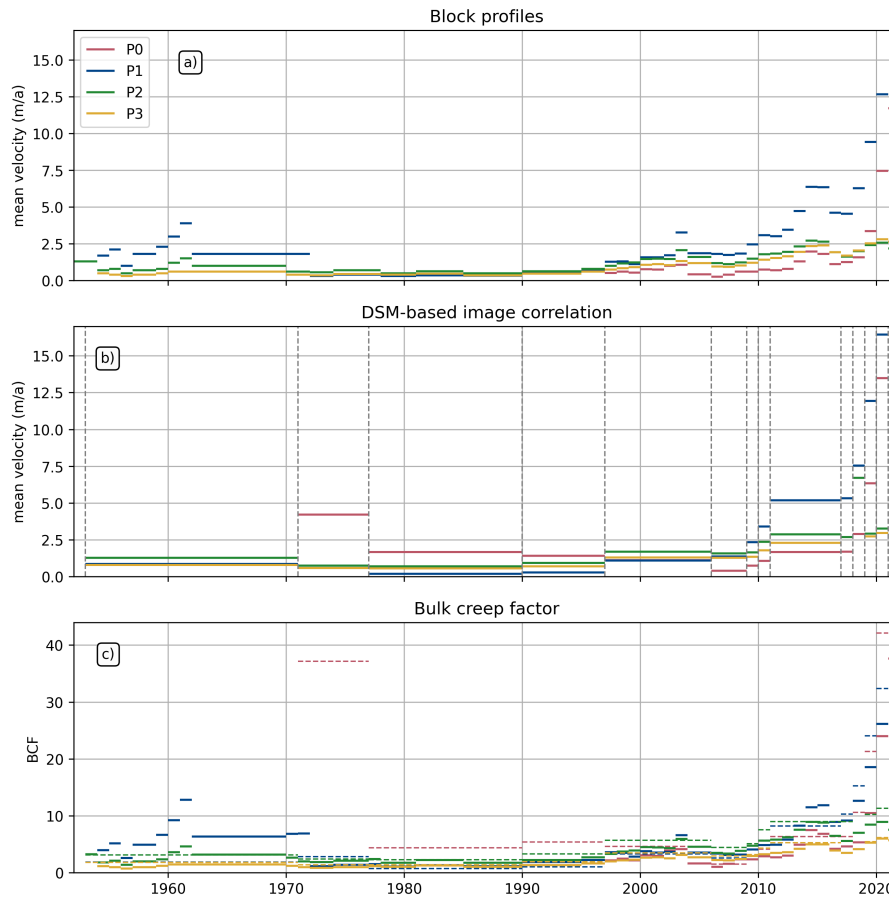 Block profiles
mean velocity (m/a)
15.0
12.5
10.0
7.5
5.0
2.5
0.0
P0
P1
P2
P3
a)
DSM-based image correlation
mean velocity (m/a)
15.0
12.5
10.0
7.5
5.0
2.5
0.0
b)
Bulk creep factor
BCF
40
30
20
10
0
c)
1960
1970
1980
1990
2000
2010